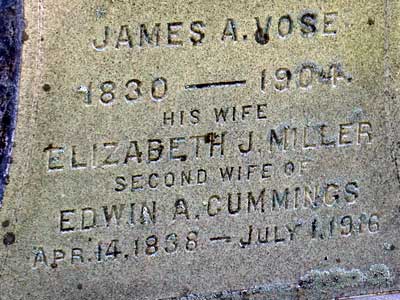 JAMES A. VOSE
1830 — 1904.
HIS WIFE
ELIZABETH J. MILLER
SECOND WIFE OF
EDWIN A. CUMMINGS
APR. 14. 1838 — JULY 1, 1916